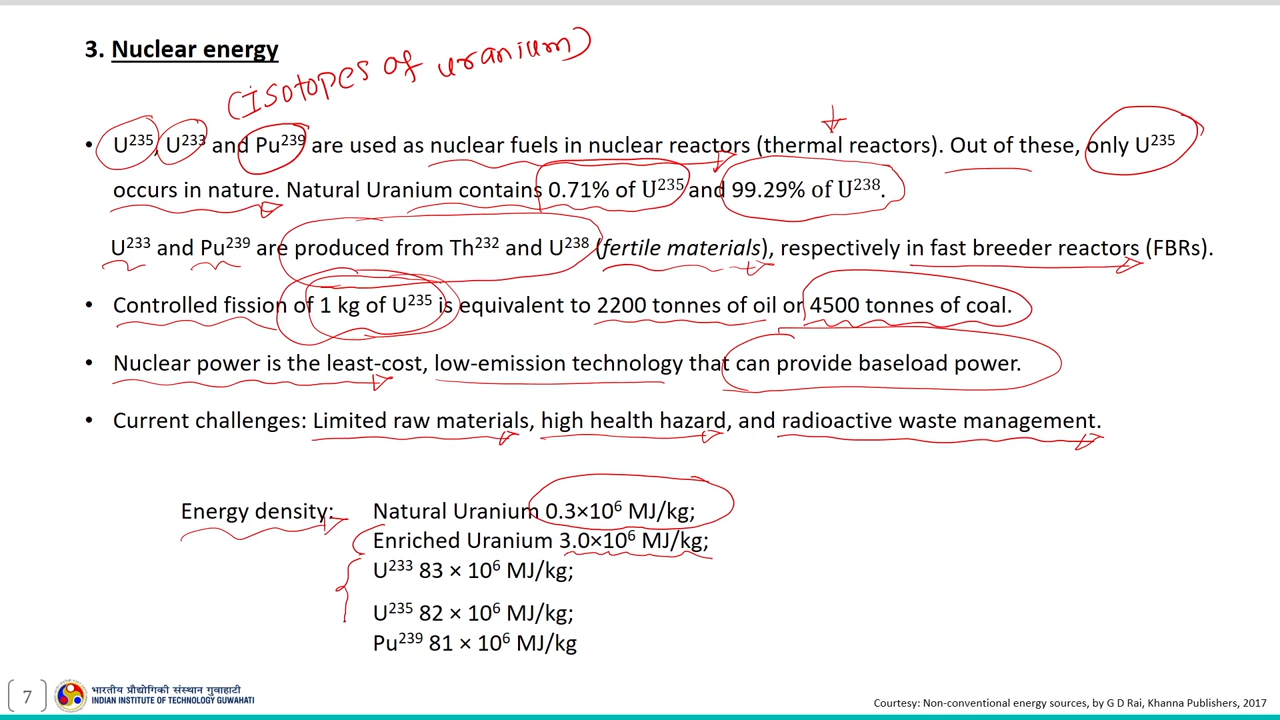 3. Nuclear energy
(Isotopes of uranium)
• U²³⁵, U²³³ and Pu²³⁹ are used as nuclear fuels in nuclear reactors (thermal reactors). Out of these, only U²³⁵
occurs in nature. Natural Uranium contains 0.71% of U²³⁵ and 99.29% of U²³⁸.
U²³³ and Pu²³⁹ are produced from Th²³² and U²³⁸ (fertile materials), respectively in fast breeder reactors (FBRs).
• Controlled fission of 1 kg of U²³⁵ is equivalent to 2200 tonnes of oil or 4500 tonnes of coal.
• Nuclear power is the least-cost, low-emission technology that can provide baseload power.
• Current challenges: Limited raw materials, high health hazard, and radioactive waste management.
Energy density: Natural Uranium 0.3×10⁶ MJ/kg;
Enriched Uranium 3.0×10⁶ MJ/kg;
U²³³ 83 × 10⁶ MJ/kg;
U²³⁵ 82 × 10⁶ MJ/kg;
Pu²³⁹ 81 × 10⁶ MJ/kg
7
भारतीय प्रौद्योगिकी संस्थान गुवाहाटी
INDIAN INSTITUTE OF TECHNOLOGY GUWAHATI
Courtesy: Non-conventional energy sources, by G D Rai, Khanna Publishers, 2017